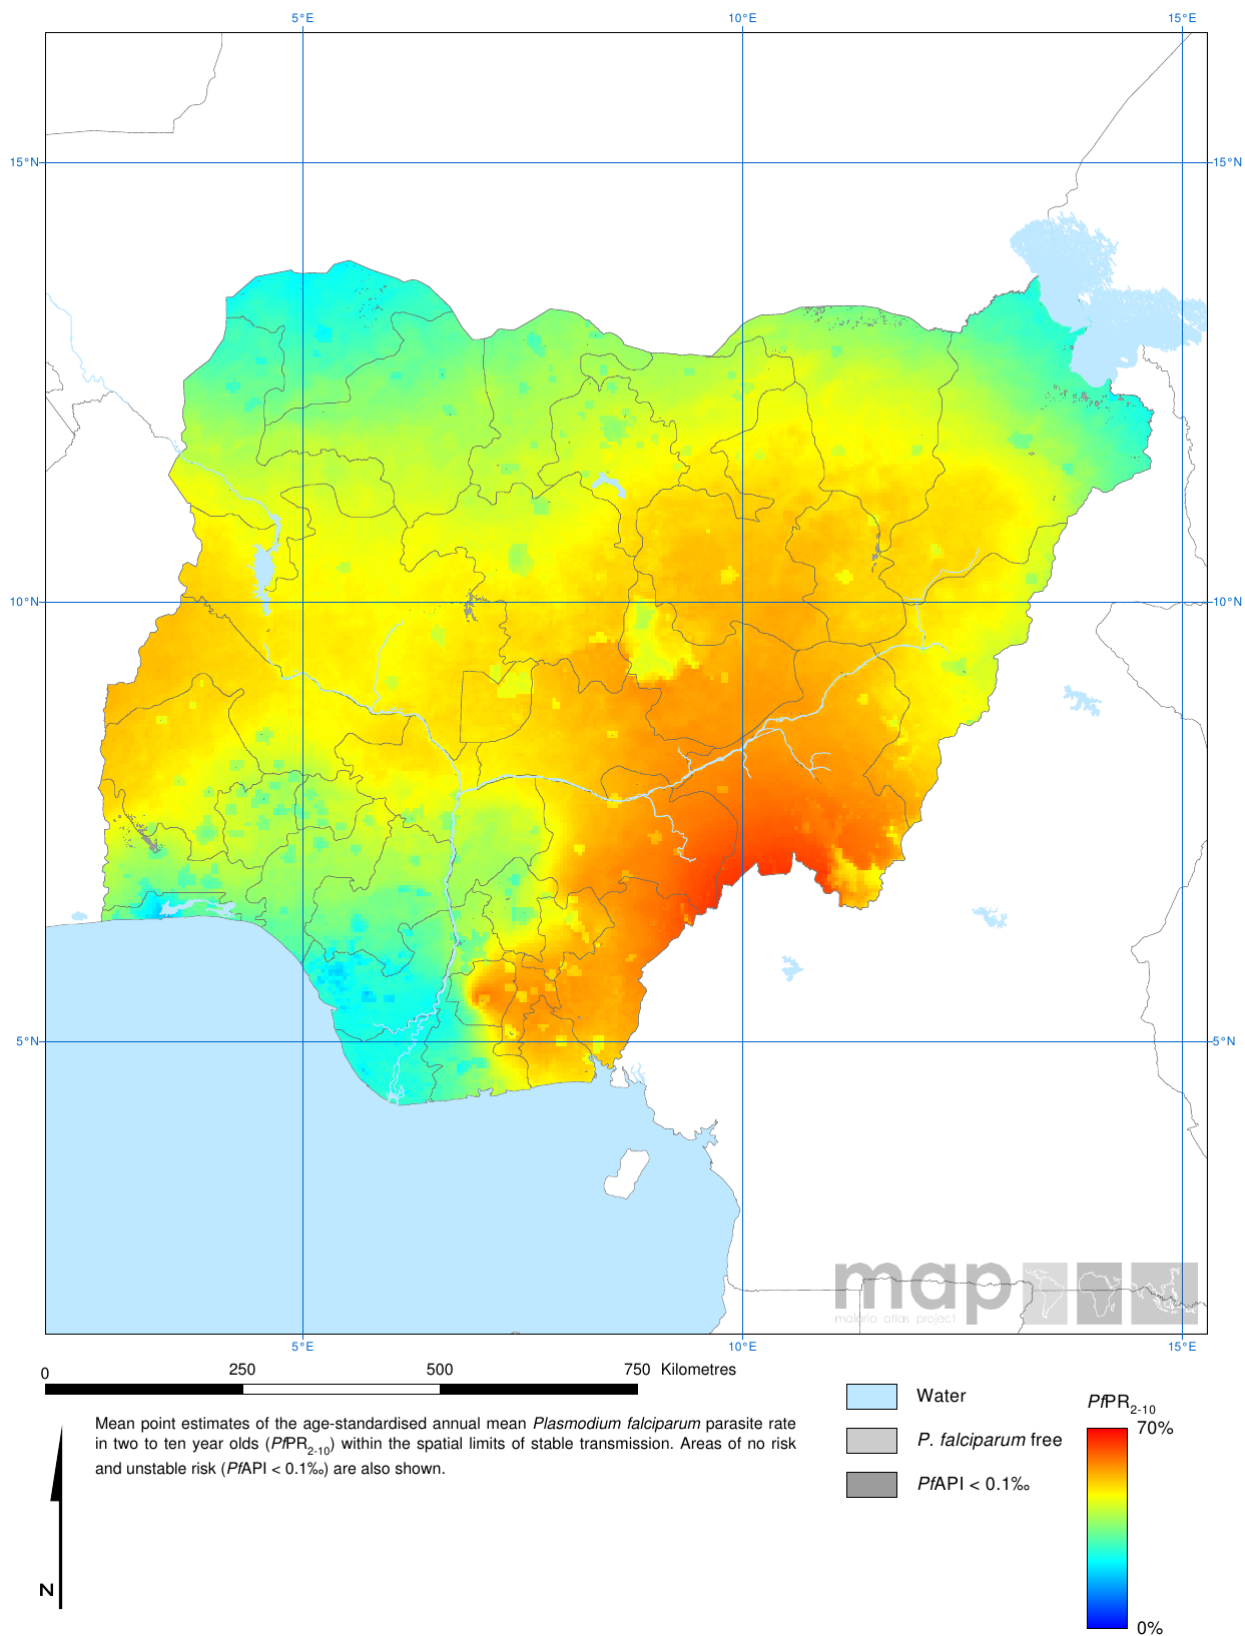 5°E 10°E 15°E
15°N 15°N
10°N 10°N
5°N 5°N
map
malaria atlas project
5°E 10°E 15°E
0 250 500 750 Kilometres
Mean point estimates of the age-standardised annual mean Plasmodium falciparum parasite rate
in two to ten year olds (PfPR2-10) within the spatial limits of stable transmission. Areas of no risk
and unstable risk (PfAPI < 0.1‰) are also shown.
N
Water
P. falciparum free
PfAPI < 0.1‰
PfPR2-10
70%
0%